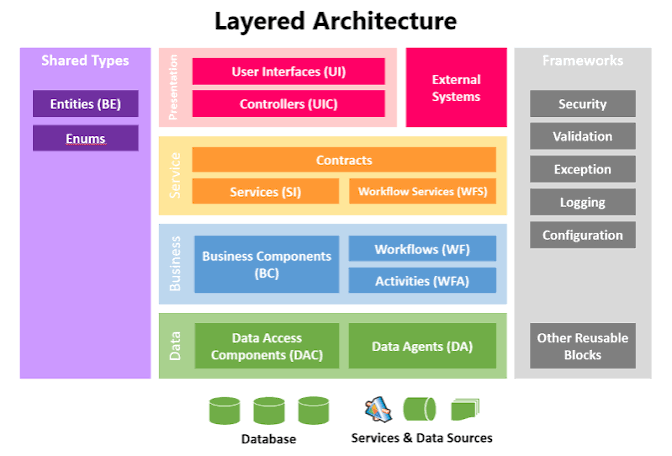 Layered Architecture
Shared Types
Entities (BE)
Enums
Presentation
User Interfaces (UI)
Controllers (UIC)
External
Systems
Service
Contracts
Services (SI)
Workflow Services (WFS)
Business
Business Components
(BC)
Workflows (WF)
Activities (WFA)
Data
Data Access
Components (DAC)
Data Agents (DA)
Frameworks
Security
Validation
Exception
Logging
Configuration
Other Reusable
Blocks
Database
Services & Data Sources